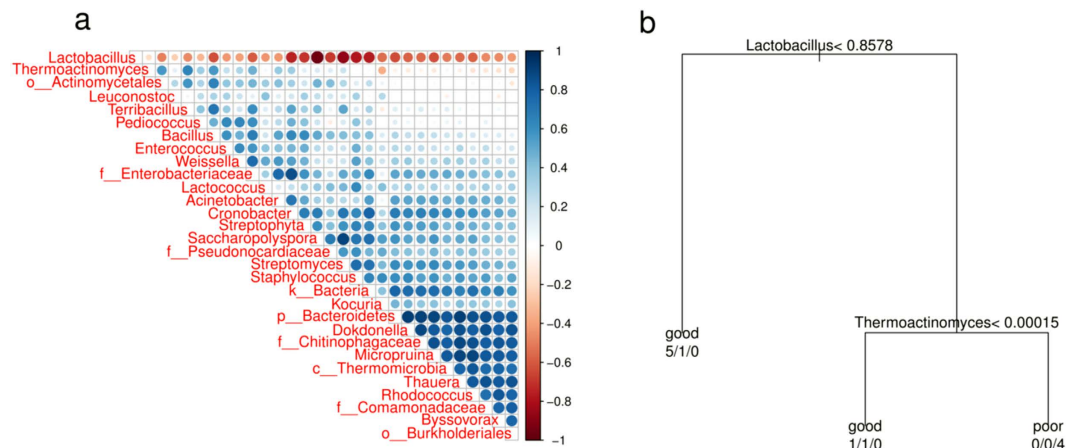 a
Lactobacillus
Thermoactinomyces
o__Actinomycetales
Leuconostoc
Terribacillus
Pediococcus
Bacillus
Enterococcus
Weissella
f__Enterobacteriaceae
Lactococcus
Acinetobacter
Cronobacter
Streptophyta
Saccharopolyspora
f__Pseudonocardiaceae
Streptomyces
Staphylococcus
k__Bacteria
Kocuria
p__Bacteroidetes
Dokdonella
f__Chitinophagaceae
Micropruina
c__Thermomicrobia
Thauera
Rhodococcus
f__Comamonadaceae
Byssovorax
o__Burkholderiales
1
0.8
0.6
0.4
0.2
0
−0.2
−0.4
−0.6
−0.8
−1
b
Lactobacillus< 0.8578
good
5/1/0
Thermoactinomyces< 0.00015
good
1/1/0
poor
0/0/4